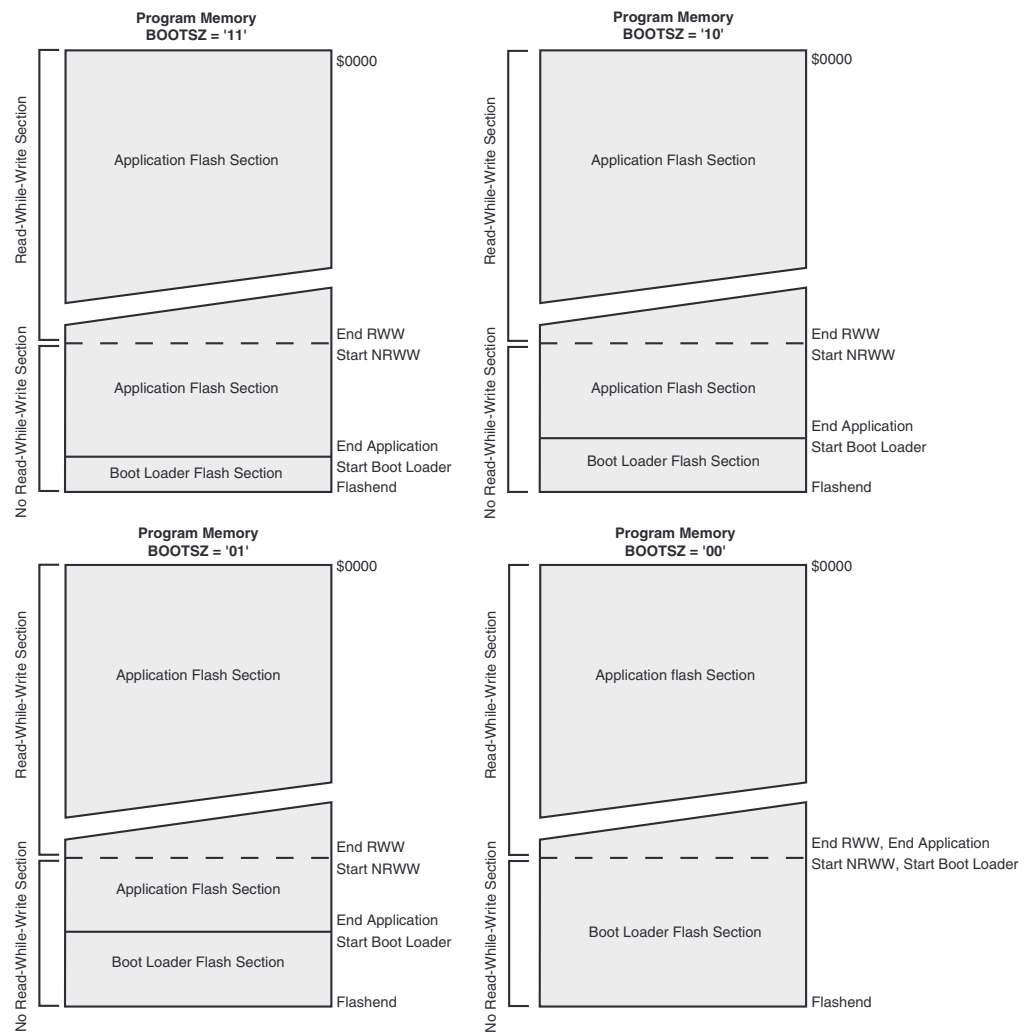 Program Memory
BOOTSZ = '11'
$0000
Read-While-Write Section
Application Flash Section
End RWW
Start NRWW
No Read-While-Write Section
Application Flash Section
End Application
Start Boot Loader
Boot Loader Flash Section
Flashend
Program Memory
BOOTSZ = '10'
$0000
Read-While-Write Section
Application Flash Section
End RWW
Start NRWW
No Read-While-Write Section
Application Flash Section
End Application
Start Boot Loader
Boot Loader Flash Section
Flashend
Program Memory
BOOTSZ = '01'
$0000
Read-While-Write Section
Application Flash Section
End RWW
Start NRWW
No Read-While-Write Section
Application Flash Section
End Application
Start Boot Loader
Boot Loader Flash Section
Flashend
Program Memory
BOOTSZ = '00'
$0000
Read-While-Write Section
Application flash Section
End RWW, End Application
Start NRWW, Start Boot Loader
No Read-While-Write Section
Boot Loader Flash Section
Flashend